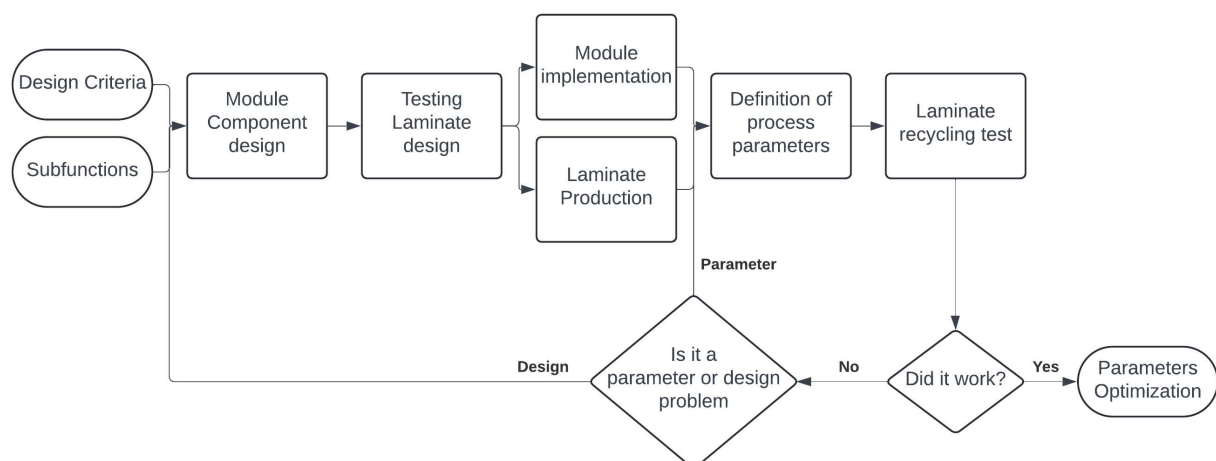 Design Criteria
Subfunctions
Module
Component
design
Testing
Laminate
design
Module
implementation
Laminate
Production
Definition of
process
parameters
Laminate
recycling test
Parameter
Design
Is it a
parameter or design
problem
No
Did it work?
Yes
Parameters
Optimization